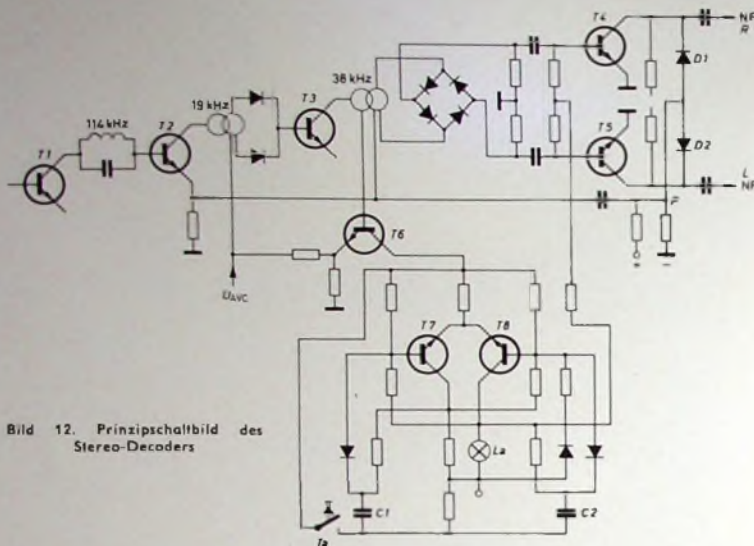 T4
NF
R
38 kHz
D1
19 kHz
T3
114 kHz
T2
T1
T5
D2
L
NF
P
T6
+
–
UAVC
T7
T8
Bild 12. Prinzipschaltbild des
Stereo-Decoders
La
C1
C2
Ta